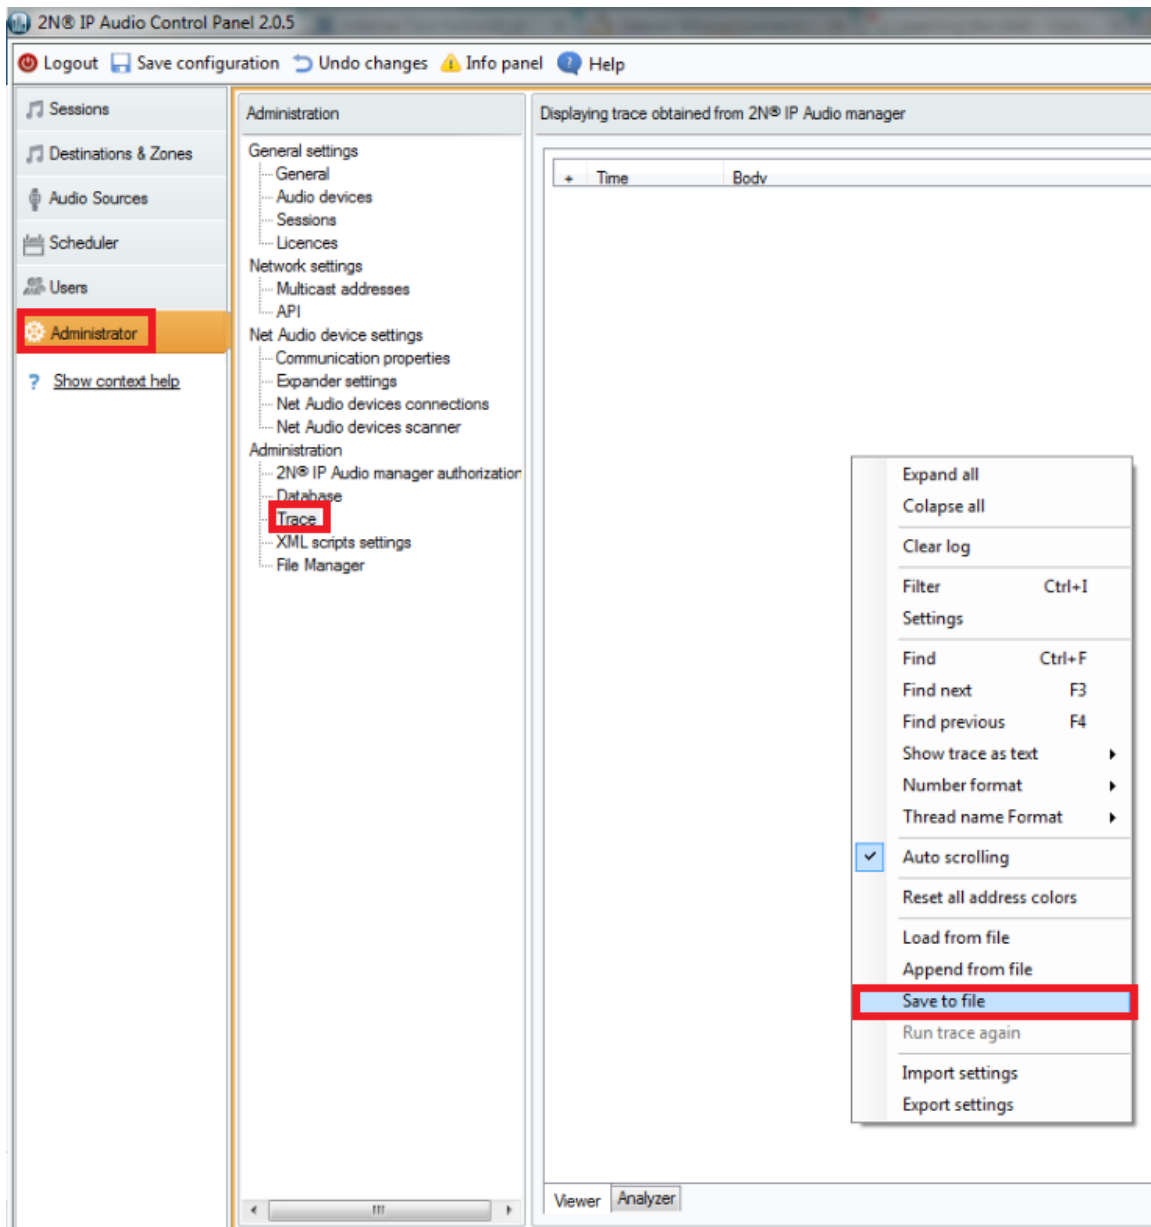 2N® IP Audio Control Panel 2.0.5
Logout Save configuration Undo changes Info panel Help
Sessions
Destinations & Zones
Audio Sources
Scheduler
Users
Administrator
? Show context help
Administration
General settings
General
Audio devices
Sessions
Licences
Network settings
Multicast addresses
API
Net Audio device settings
Communication properties
Expander settings
Net Audio devices connections
Net Audio devices scanner
Administration
2N® IP Audio manager authorization
Database
Trace
XML scripts settings
File Manager
Displaying trace obtained from 2N® IP Audio manager
+ Time Body
Expand all
Colapse all
Clear log
Filter Ctrl+I
Settings
Find Ctrl+F
Find next F3
Find previous F4
Show trace as text
Number format
Thread name Format
Auto scrolling
Reset all address colors
Load from file
Append from file
Save to file
Run trace again
Import settings
Export settings
Viewer Analyzer